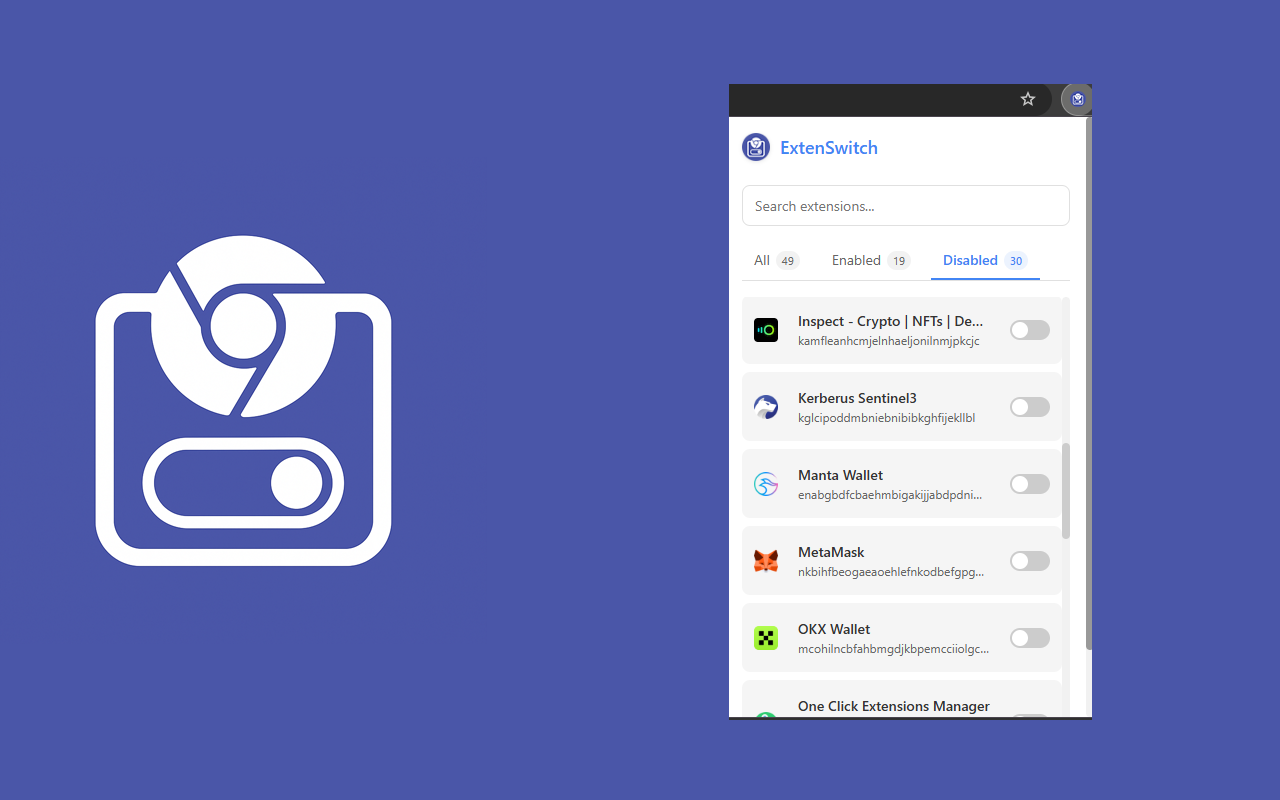 ExtenSwitch
Search extensions...
All 49 Enabled 19 Disabled 30
Inspect - Crypto | NFTs | De...
kamfleanhcmjelnhaeljonilnmjpkcjc
Kerberus Sentinel3
kglcipoddmbniebnibibkghfijekllbl
Manta Wallet
enabgbdfcbaehmbigakijjabdpdni...
MetaMask
nkbihfbeogaeaoehlefnkodbefgpg...
OKX Wallet
mcohilncbfahbmgdjkbpemcciiolgc...
One Click Extensions Manager